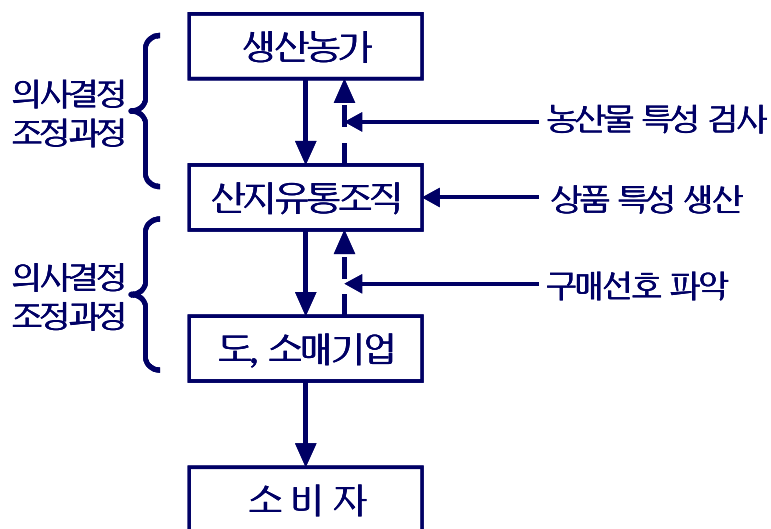 생산농가
의사결정
조정과정
농산물 특성 검사
산지유통조직
상품 특성 생산
의사결정
조정과정
구매선호 파악
도, 소매기업
소 비 자